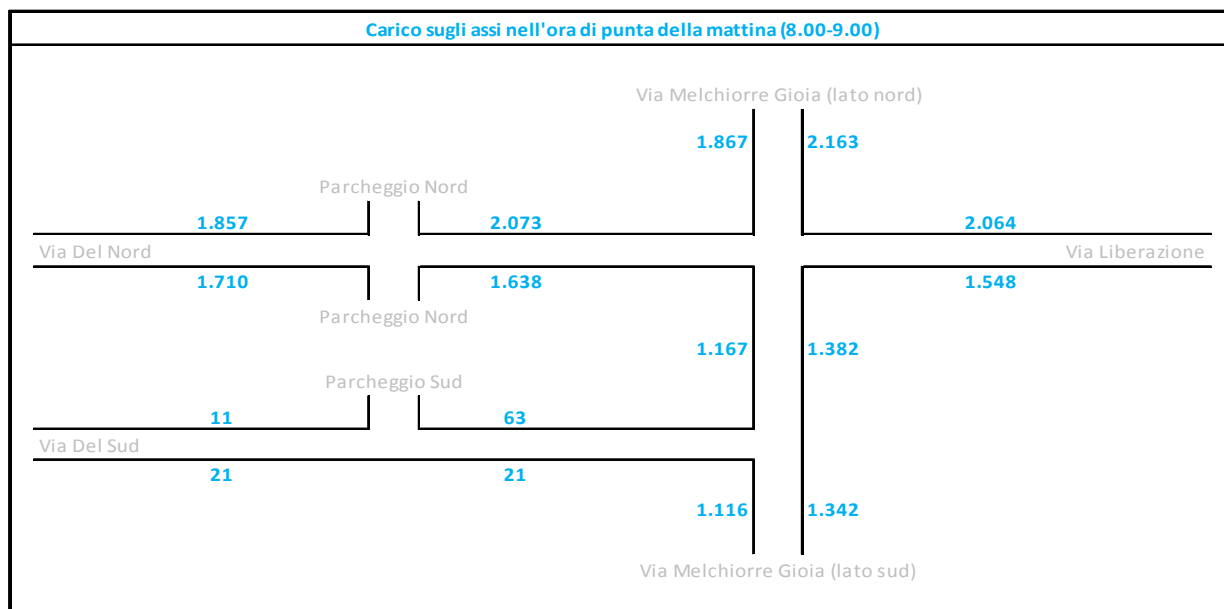 Carico sugli assi nell'ora di punta della mattina (8.00-9.00)
Via Melchiorre Gioia (lato nord)
1.867 2.163
Parcheggio Nord
1.857 2.073 2.064
Via Del Nord Via Liberazione
1.710 1.638 1.548
Parcheggio Nord
1.167 1.382
Parcheggio Sud
11 63
Via Del Sud
21 21
1.116 1.342
Via Melchiorre Gioia (lato sud)